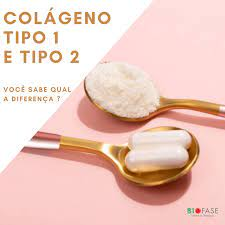 COLÁGENO
TIPO 1
E TIPO 2
VOCÊ SABE QUAL
A DIFERENÇA ?
BIOFASE